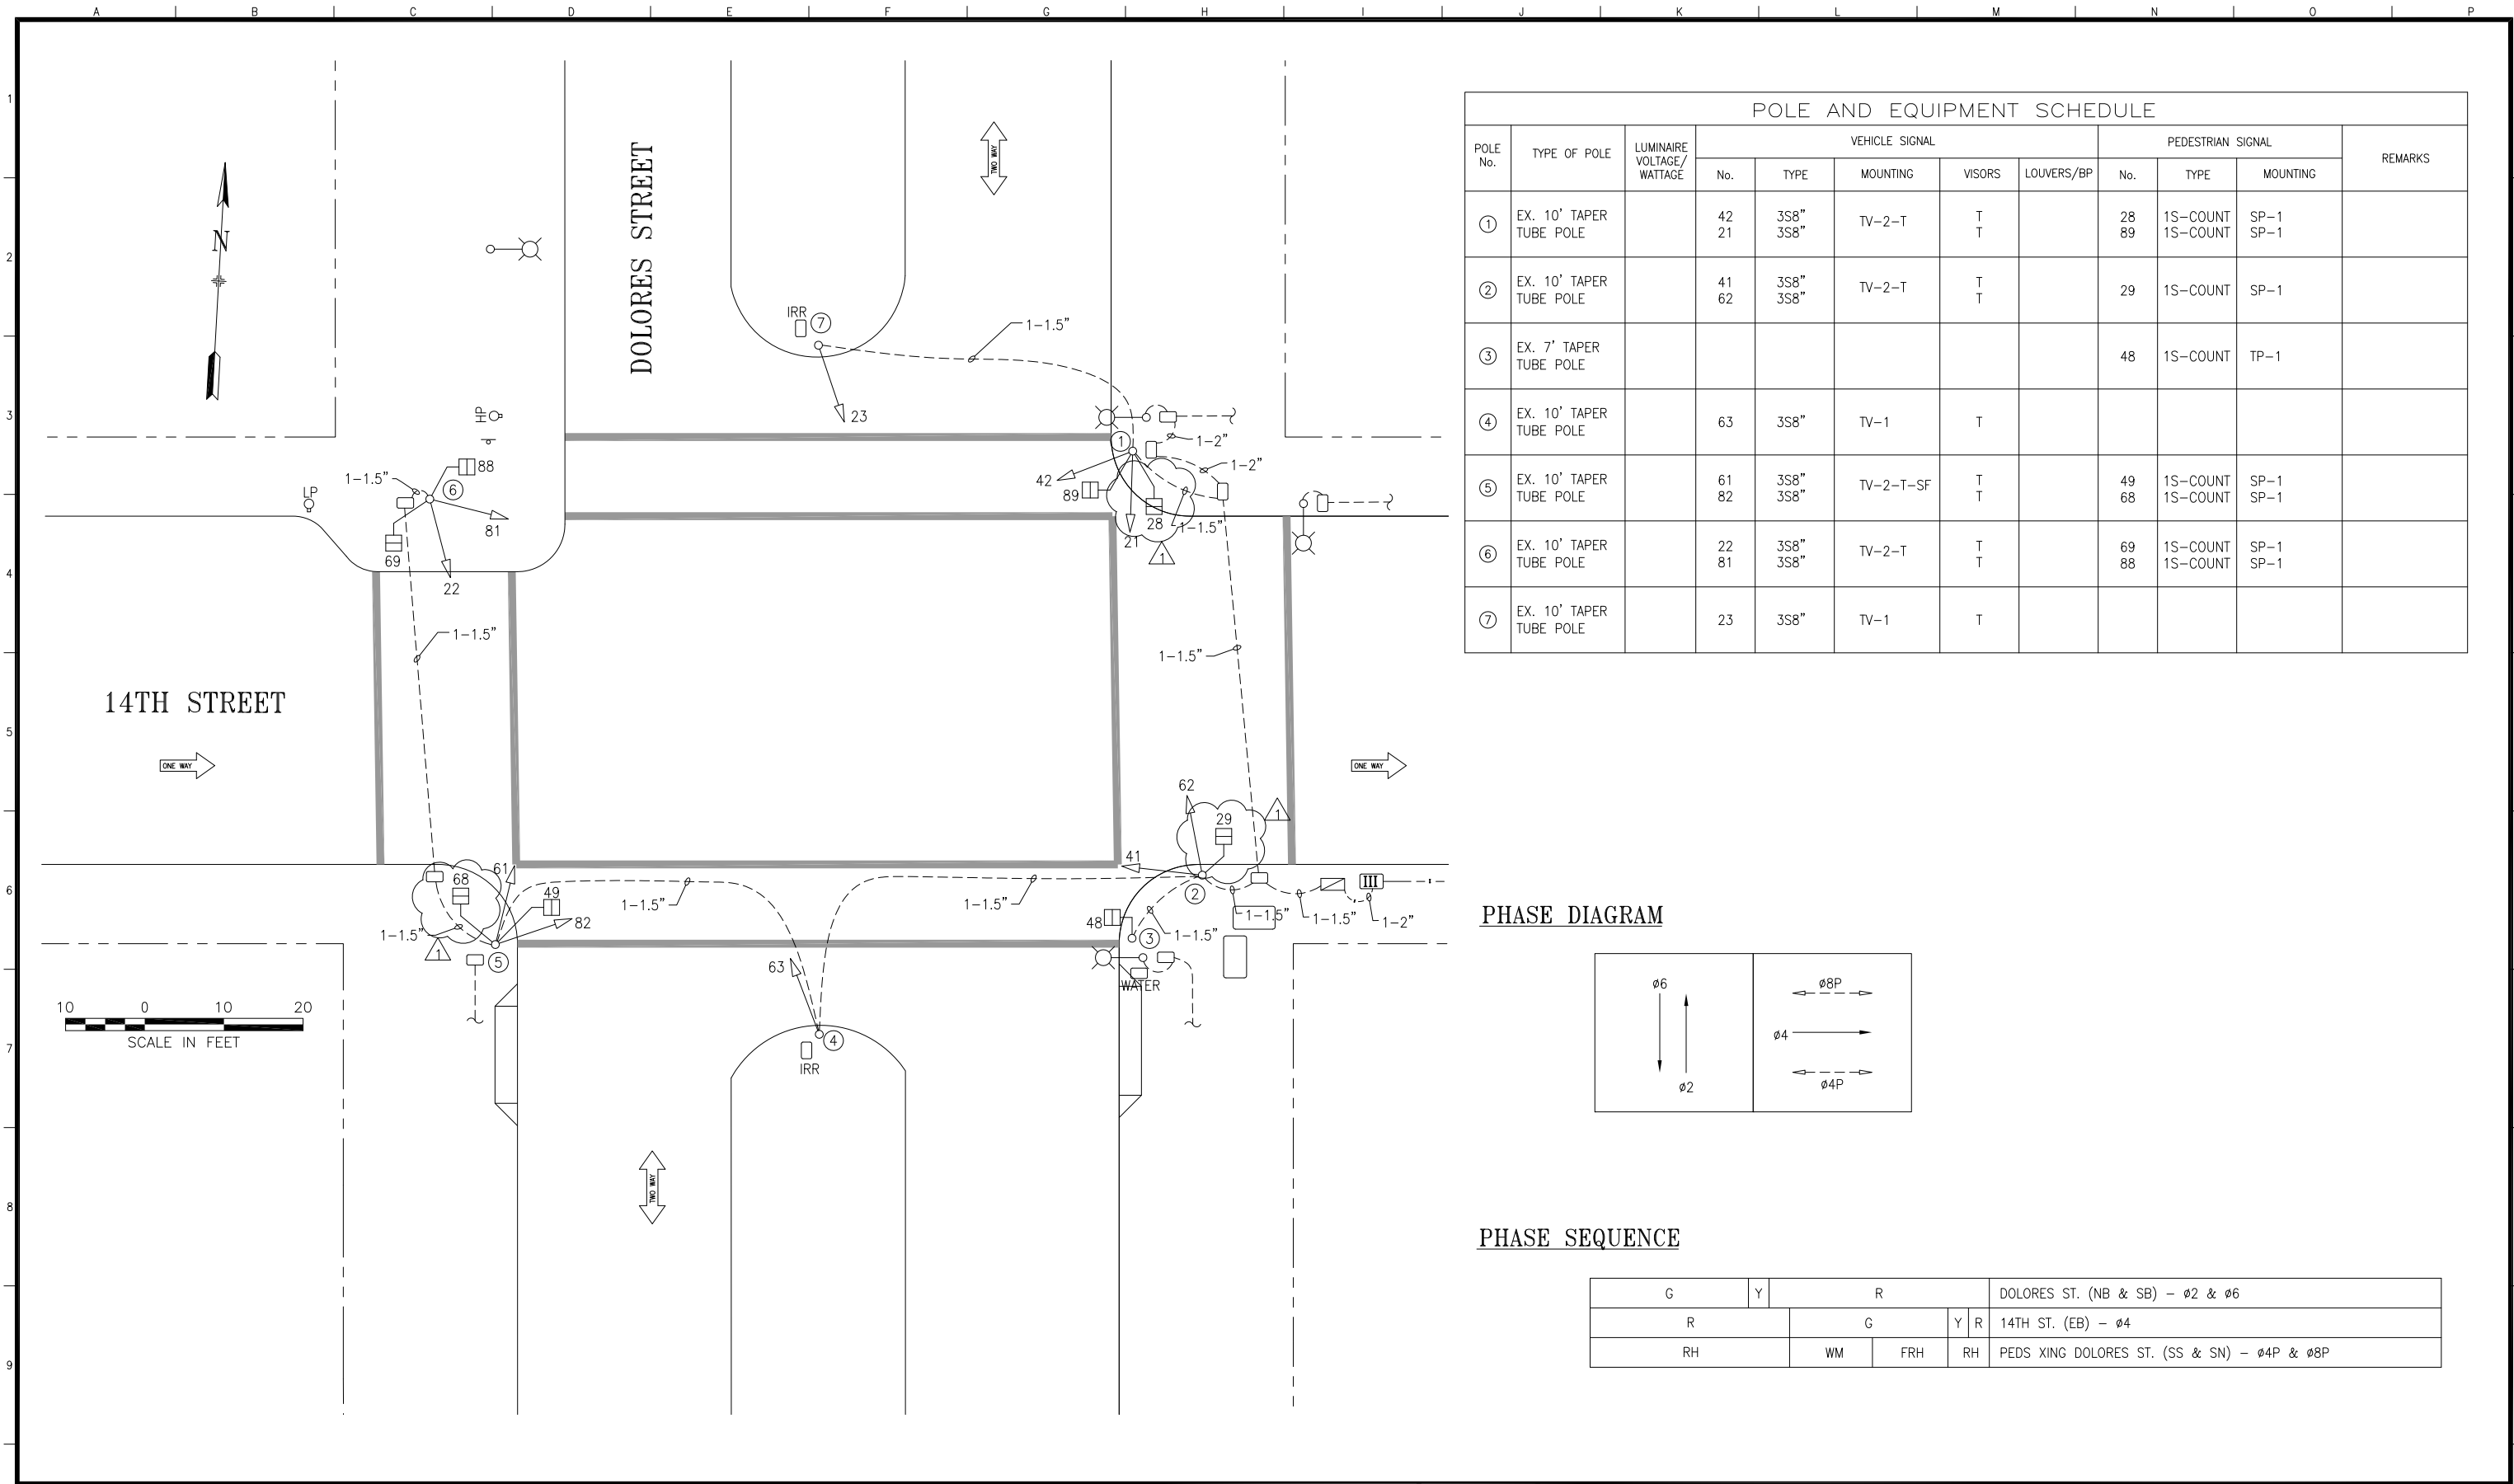 A B C D E F G H I J K L M N O P
1
2
3
4
5
6
7
8
9
N
DOLORES STREET
TWO WAY
IRR
7
1-1.5"
23
HP
88
1-1.5"
6
LP
81
69
22
1-1.5"
1
1-2"
42
89
1-2"
28
1-1.5"
21
1
1-1.5"
14TH STREET
ONE WAY
ONE WAY
62
1
29
41
61
68
49
82
1-1.5"
1
5
1-1.5"
1-1.5"
2
III
1-1.5"
1-1.5"
1-2"
48
3
1-1.5"
WATER
63
4
IRR
10 0 10 20
SCALE IN FEET
TWO WAY
POLE AND EQUIPMENT SCHEDULE
POLE No. TYPE OF POLE LUMINAIRE VOLTAGE/ WATTAGE VEHICLE SIGNAL PEDESTRIAN SIGNAL REMARKS
No. TYPE MOUNTING VISORS LOUVERS/BP No. TYPE MOUNTING
1 EX. 10' TAPER 42 3S8" TV-2-T T 28 1S-COUNT SP-1
TUBE POLE 21 3S8" T 89 1S-COUNT SP-1
2 EX. 10' TAPER 41 3S8" TV-2-T T 29 1S-COUNT SP-1
TUBE POLE 62 3S8" T
3 EX. 7' TAPER 48 1S-COUNT TP-1
TUBE POLE
4 EX. 10' TAPER 63 3S8" TV-1 T
TUBE POLE
5 EX. 10' TAPER 61 3S8" TV-2-T-SF T 49 1S-COUNT SP-1
TUBE POLE 82 3S8" T 68 1S-COUNT SP-1
6 EX. 10' TAPER 22 3S8" TV-2-T T 69 1S-COUNT SP-1
TUBE POLE 81 3S8" T 88 1S-COUNT SP-1
7 EX. 10' TAPER 23 3S8" TV-1 T
TUBE POLE
PHASE DIAGRAM
ø6
ø2
ø8P
ø4
ø4P
PHASE SEQUENCE
G Y R DOLORES ST. (NB & SB) - ø2 & ø6
R G Y R 14TH ST. (EB) - ø4
RH WM FRH RH PEDS XING DOLORES ST. (SS & SN) - ø4P & ø8P